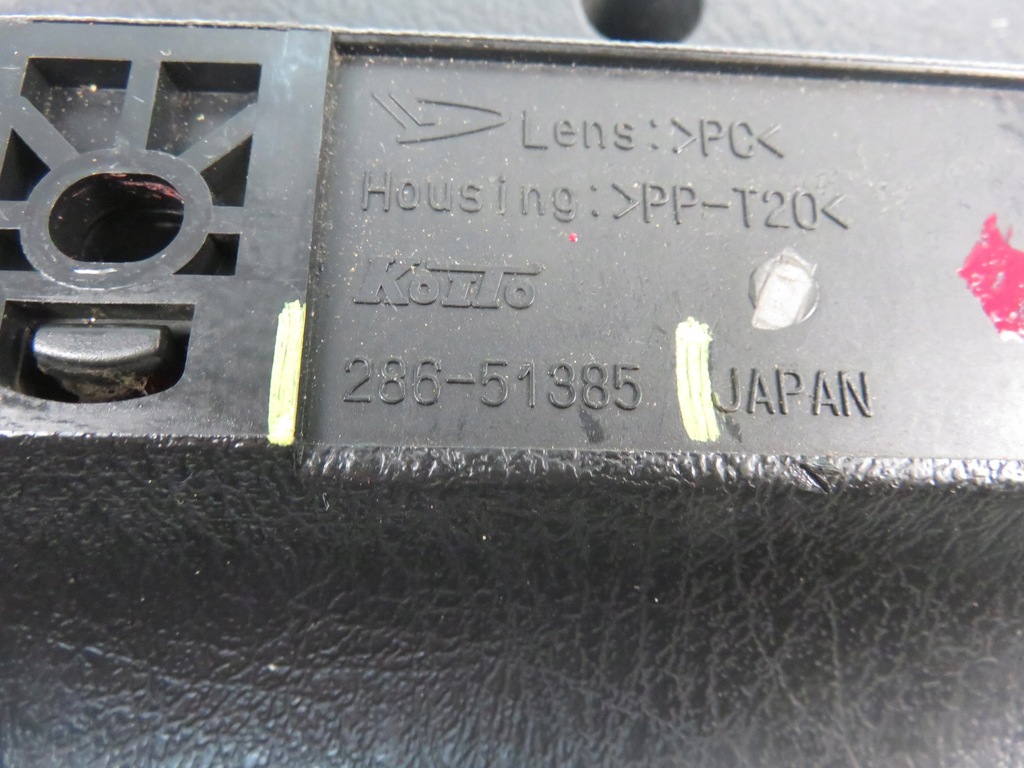 Lens:>PC<
Housing:>PP-T20<
KOITO
286-51385 JAPAN